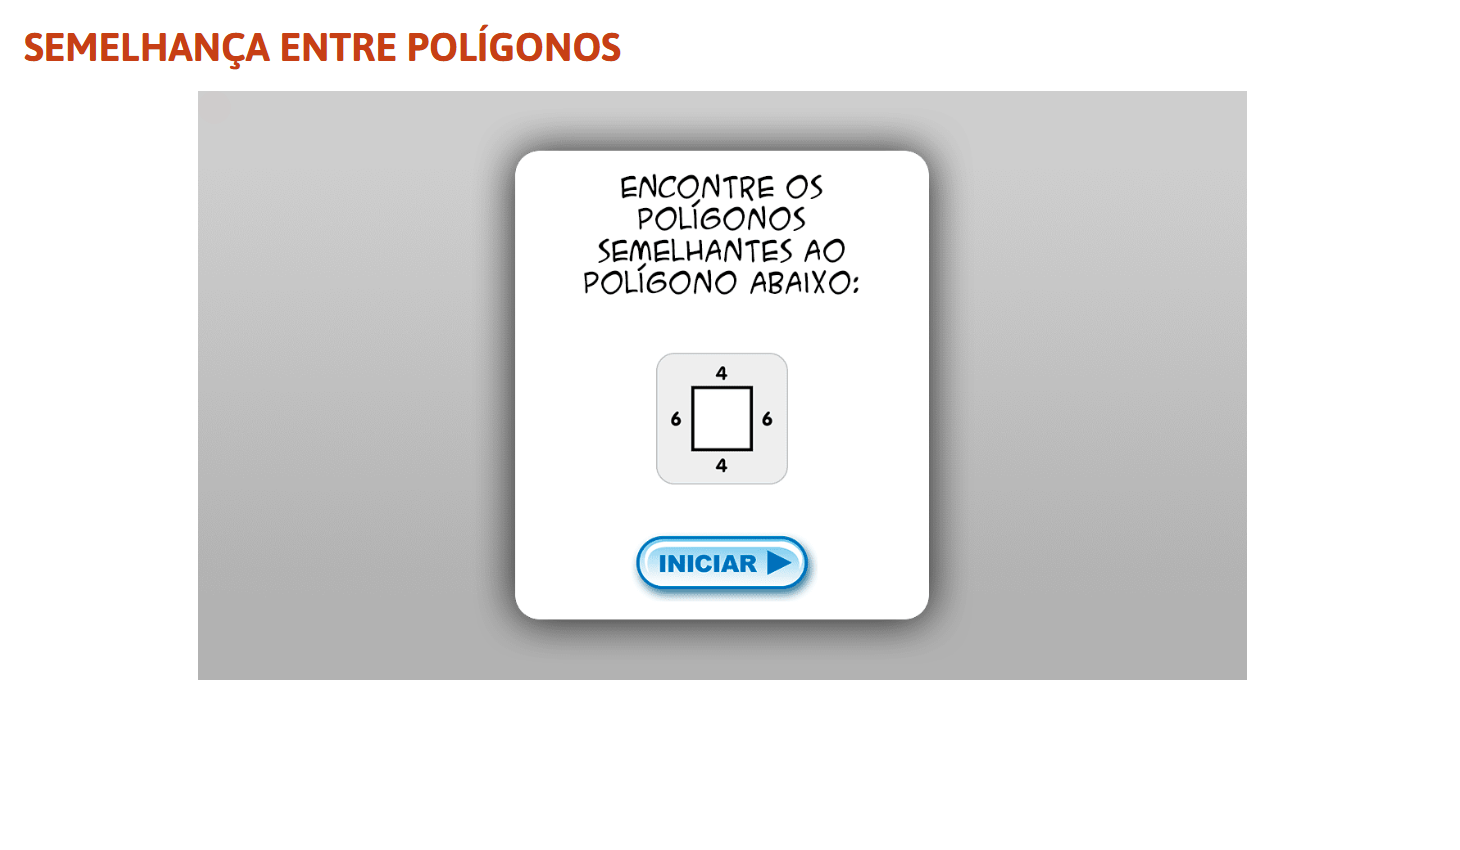 SEMELHANÇA ENTRE POLÍGONOS
ENCONTRE OS
POLÍGONOS
SEMELHANTES AO
POLÍGONO ABAIXO:
4
6 6
4
INICIAR